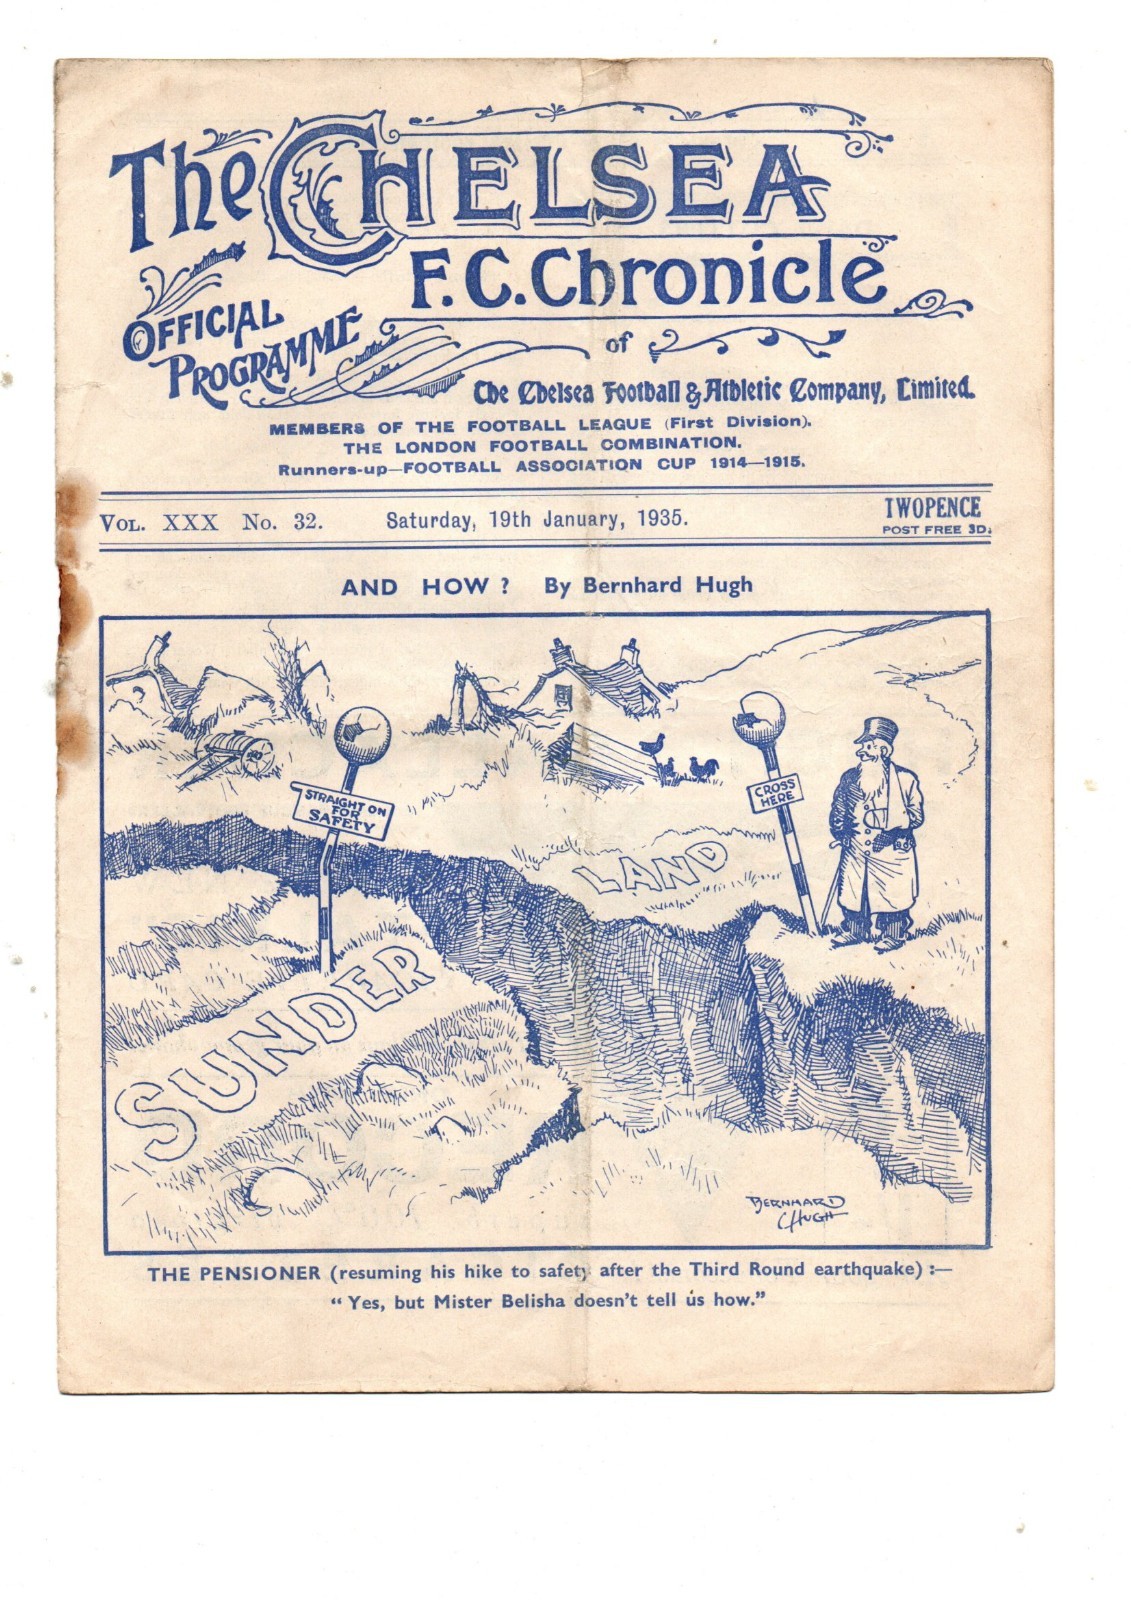 The CHELSEA
F.C. Chronicle
OFFICIAL
PROGRAMME
of
The Chelsea Football & Athletic Company, Limited.
MEMBERS OF THE FOOTBALL LEAGUE (First Division).
THE LONDON FOOTBALL COMBINATION.
Runners-up—FOOTBALL ASSOCIATION CUP 1914—1915.
VOL. XXX No. 32.
Saturday, 19th January, 1935.
TWOPENCE
POST FREE 3D.
AND HOW? By Bernhard Hugh
STRAIGHT ON
FOR
SAFETY
CROSS
HERE
LAND
SUNDER
BERNHARD
HUGH
THE PENSIONER (resuming his hike to safety after the Third Round earthquake) :—
“Yes, but Mister Belisha doesn't tell us how.”